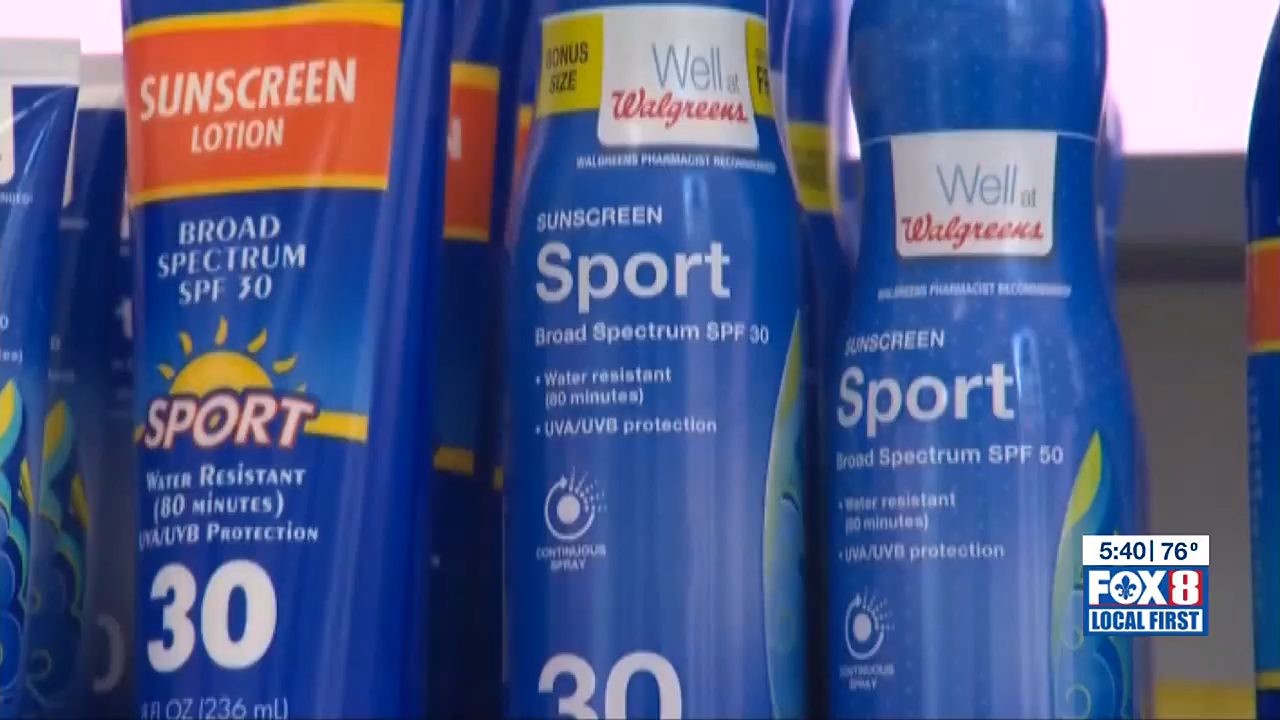 SUNSCREEN
LOTION
BROAD
SPECTRUM
SPF 30
SPORT
WATER RESISTANT
(80 MINUTES)
UVA/UVB PROTECTION
30
8 FL OZ (236 mL)
BONUS
SIZE
Well at
Walgreens
WALGREENS PHARMACIST RECOMMENDED
SUNSCREEN
Sport
Broad Spectrum SPF 30
• Water resistant
(80 minutes)
• UVA/UVB protection
CONTINUOUS
SPRAY
30
Well at
Walgreens
WALGREENS PHARMACIST RECOMMENDED
SUNSCREEN
Sport
Broad Spectrum SPF 50
• Water resistant
(80 minutes)
• UVA/UVB protection
CONTINUOUS
SPRAY
5:40| 76°
FOX 8
LOCAL FIRST